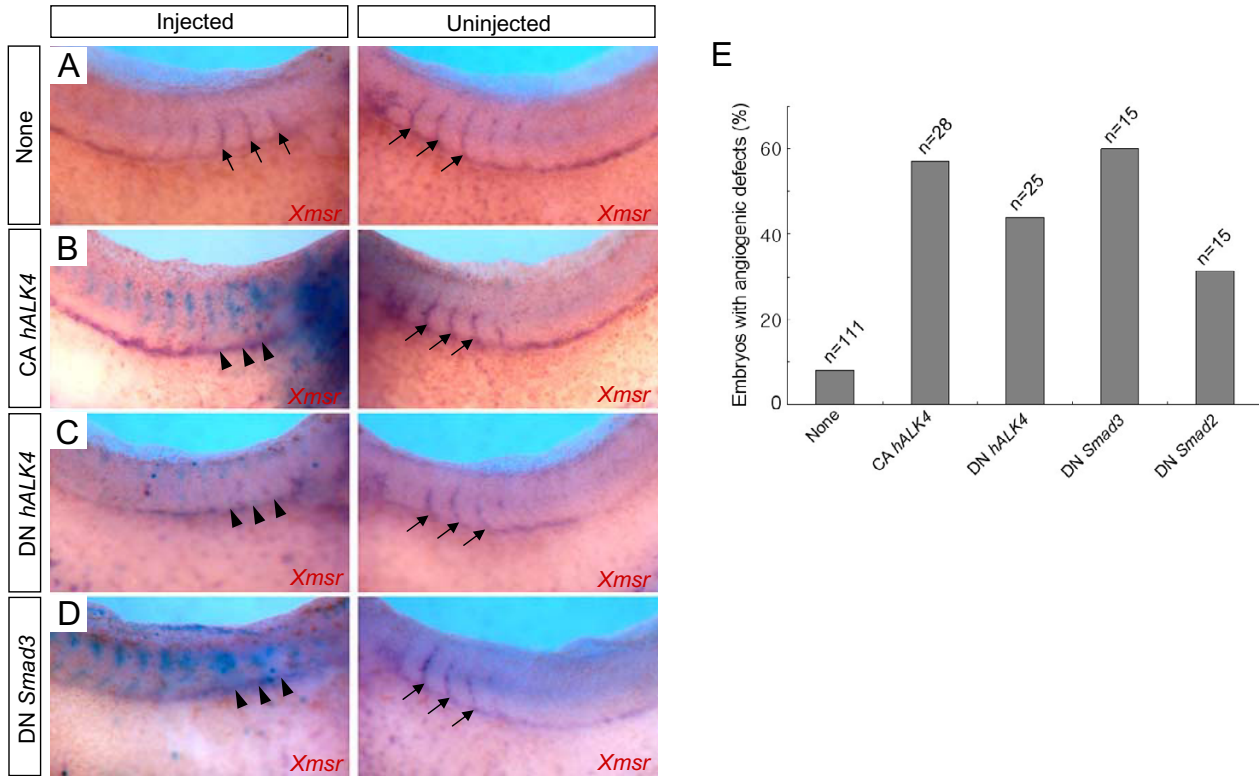 Injected
Uninjected
None
A
Xmsr
Xmsr
CA hALK4
B
Xmsr
Xmsr
DN hALK4
C
Xmsr
Xmsr
DN Smad3
D
Xmsr
Xmsr
E
Embryos with angiogenic defects (%)
60
40
20
0
n=111
n=28
n=25
n=15
n=15
None
CA hALK4
DN hALK4
DN Smad3
DN Smad2